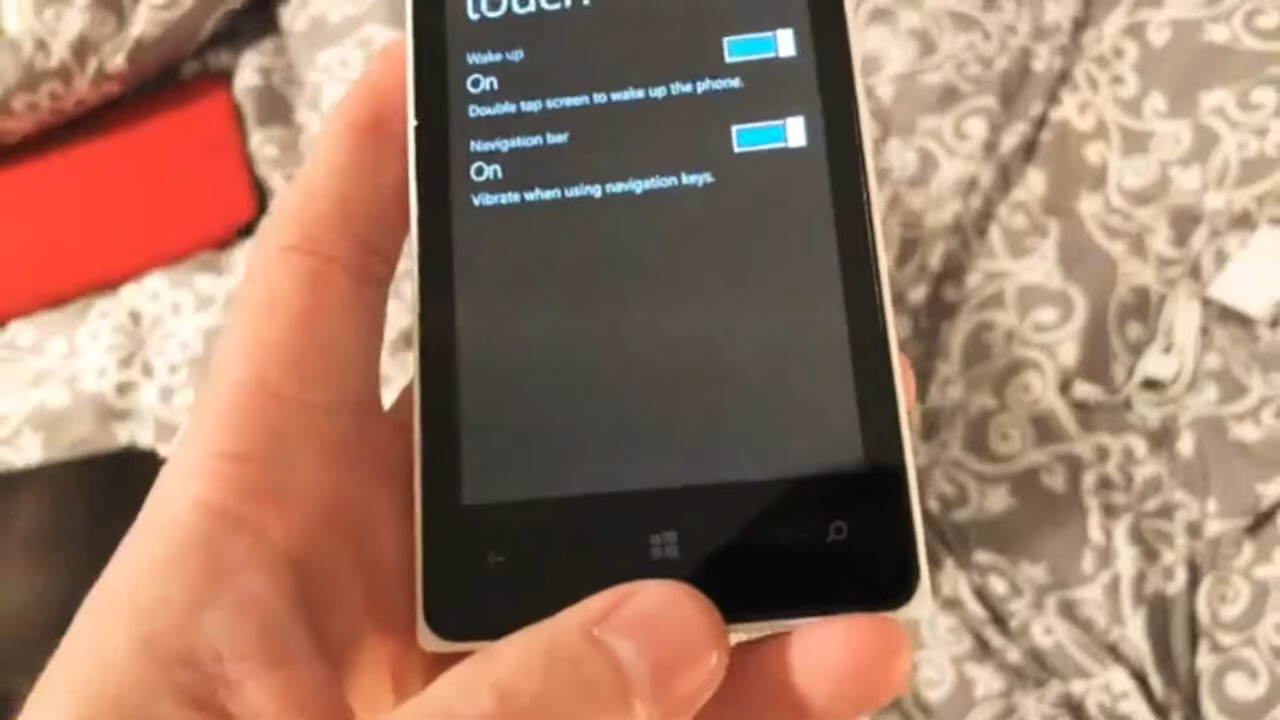 touch
Wake up
On
Double tap screen to wake up the phone.
Navigation bar
On
Vibrate when using navigation keys.